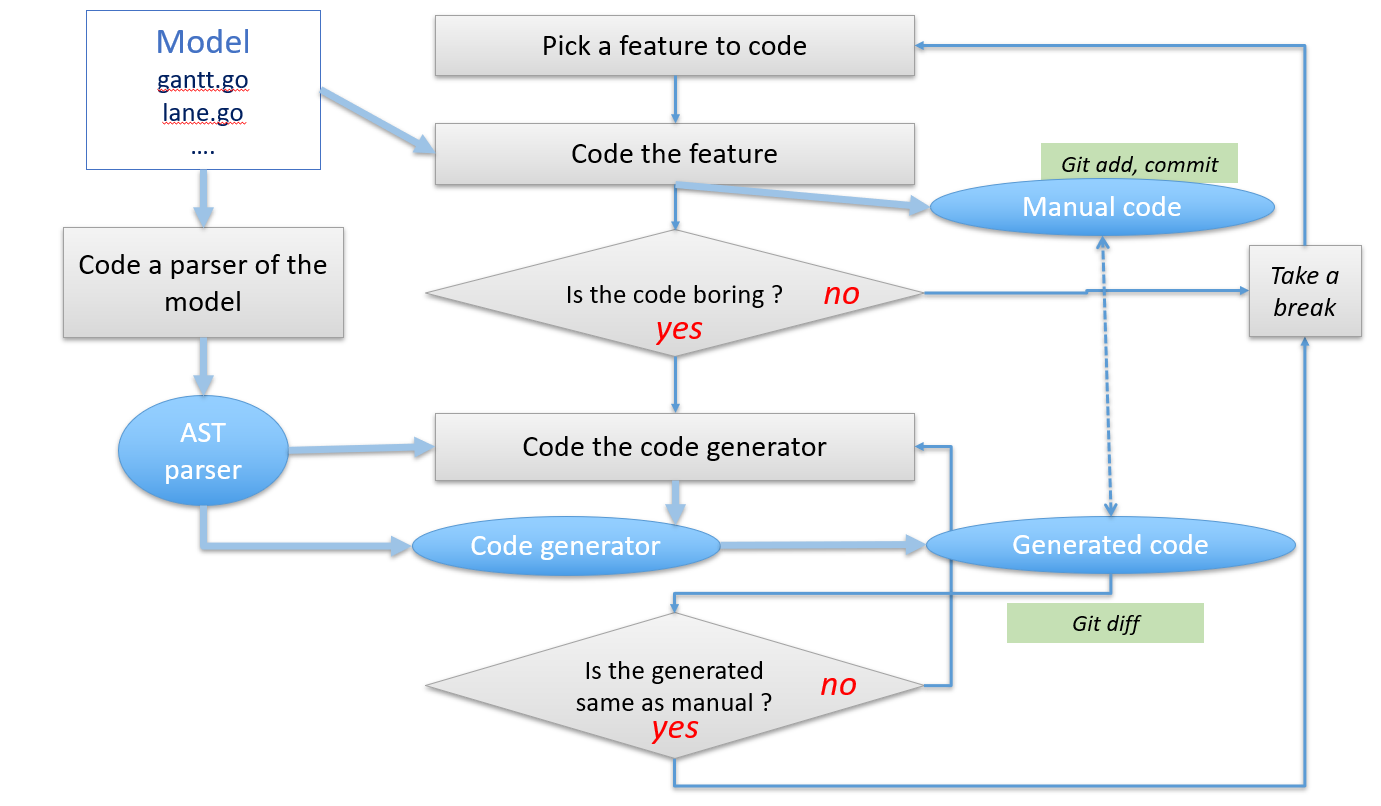 Model
gantt.go
lane.go
....
Pick a feature to code
Code the feature
Git add, commit
Manual code
Code a parser of the
model
Is the code boring ?
no
yes
Take a
break
AST
parser
Code the code generator
Code generator
Generated code
Git diff
Is the generated
same as manual ?
no
yes